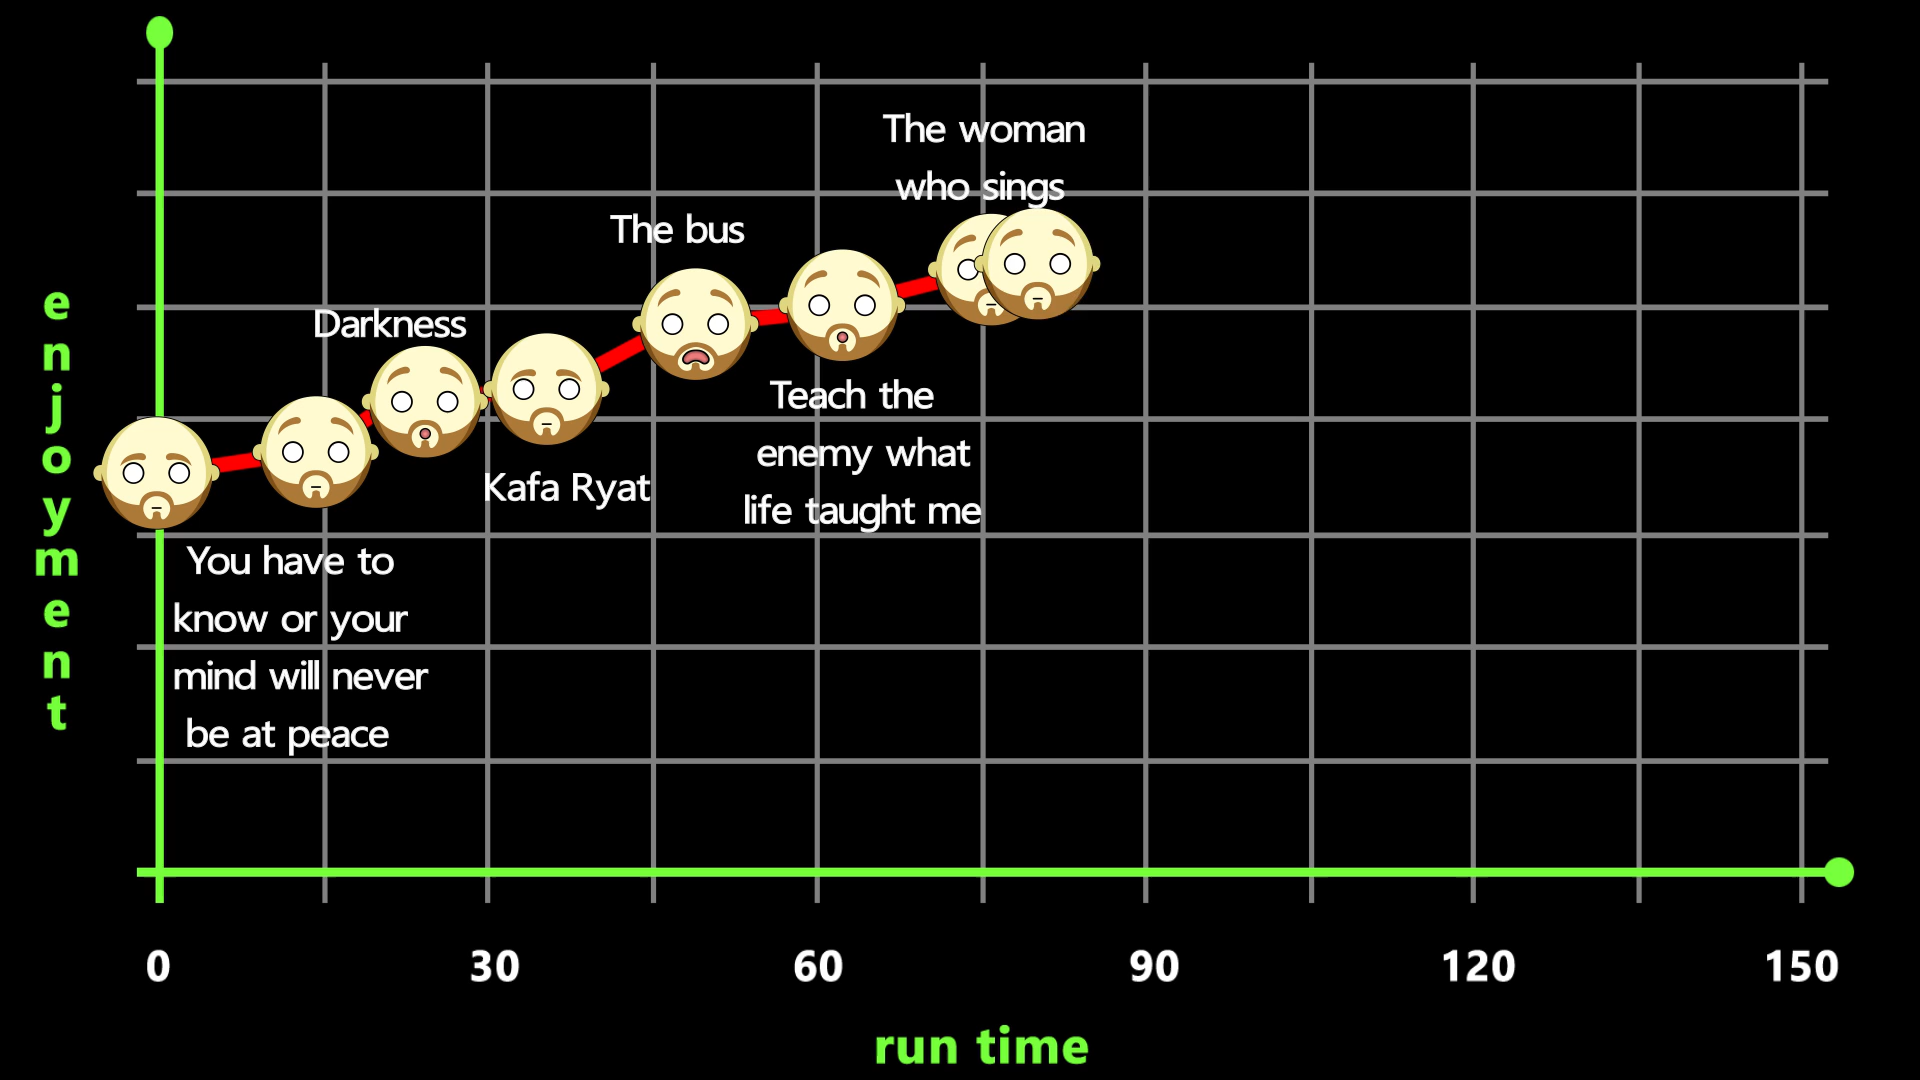 The woman
who sings
The bus
Darkness
Teach the
enemy what
life taught me
Kafa Ryat
You have to
know or your
mind will never
be at peace
enjoyment
0 30 60 90 120 150
run time